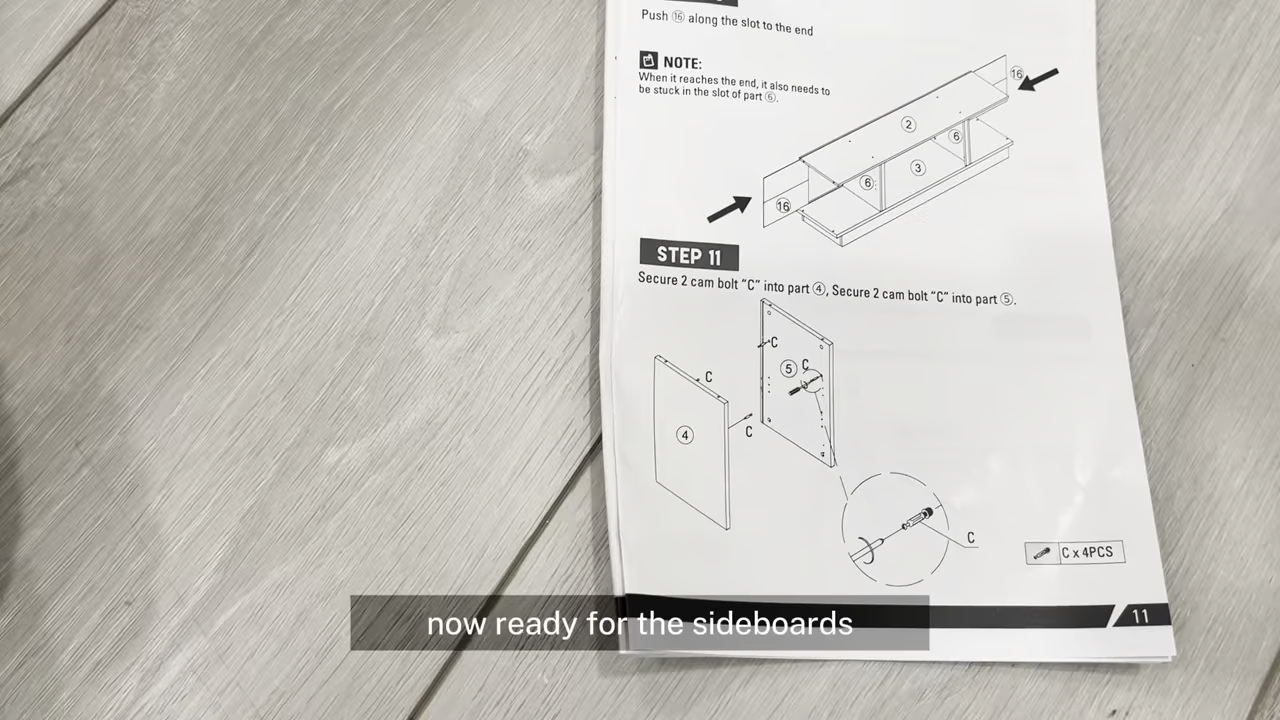 Push ⑯ along the slot to the end
NOTE:
When it reaches the end, it also needs to
be stuck in the slot of part ⑥.
16
2
6
3
6
16
STEP 11
Secure 2 cam bolt “C” into part ④, Secure 2 cam bolt “C” into part ⑤.
C
5
C
C
4
C
C
C x 4PCS
11
now ready for the sideboards